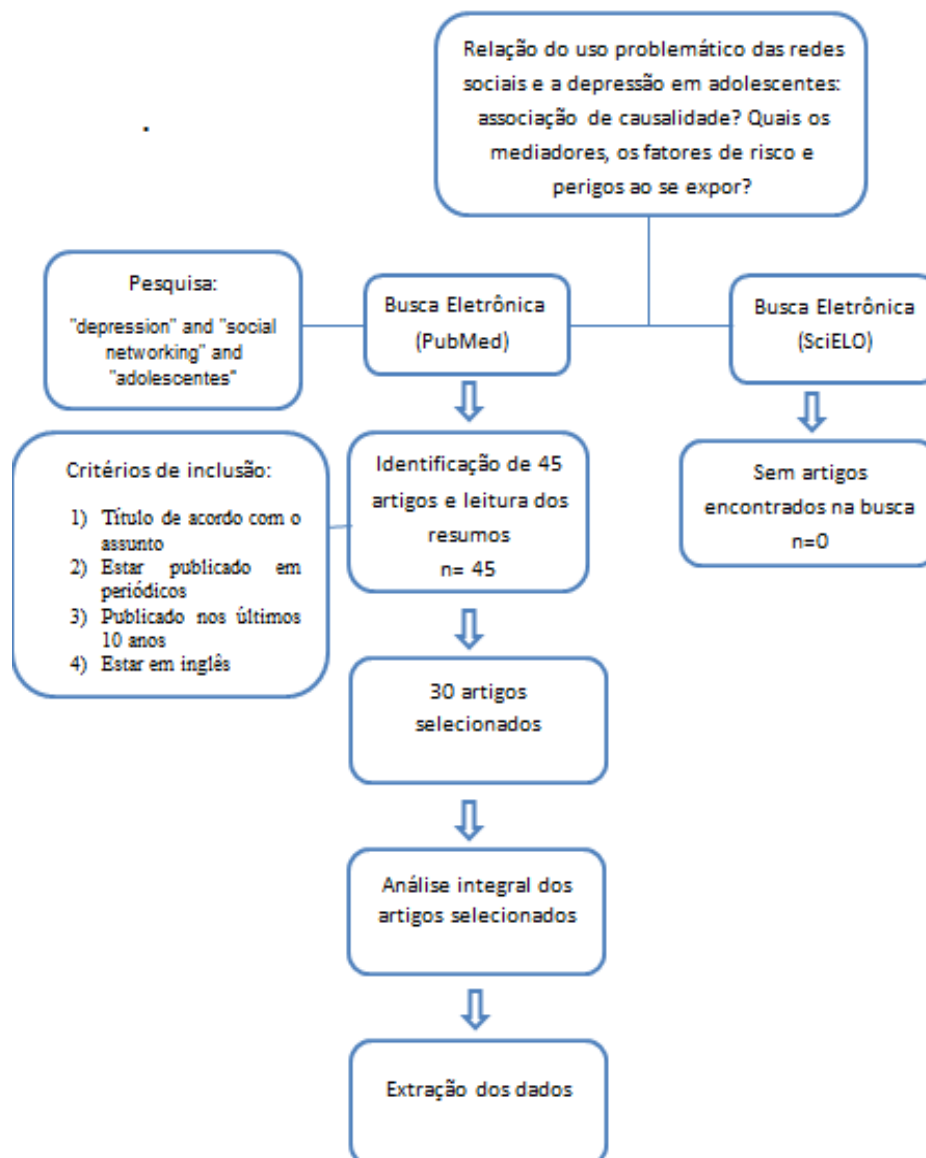 Relação do uso problemático das redes
sociais e a depressão em adolescentes:
associação de causalidade? Quais os
mediadores, os fatores de risco e
perigos ao se expor?
Pesquisa:
"depression" and "social
networking" and
"adolescentes"
Busca Eletrônica
(PubMed)
Busca Eletrônica
(SciELO)
Critérios de inclusão:
1) Título de acordo com o
assunto
2) Estar publicado em
periódicos
3) Publicado nos últimos
10 anos
4) Estar em inglês
Identificação de 45
artigos e leitura dos
resumos
n= 45
Sem artigos
encontrados na busca
n=0
30 artigos
selecionados
Análise integral dos
artigos selecionados
Extração dos dados